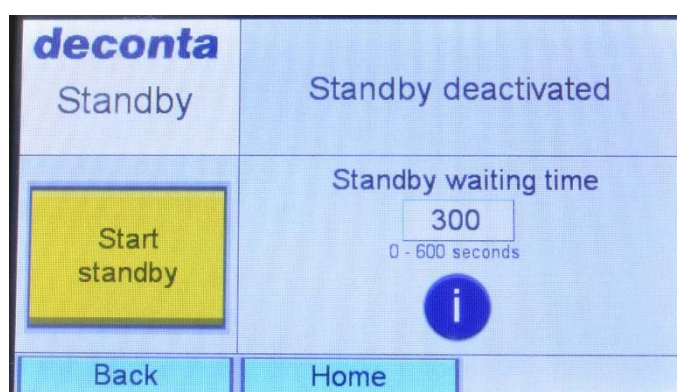 deconta
Standby
Standby deactivated
Start
standby
Standby waiting time
300
0 - 600 seconds
i
Back
Home